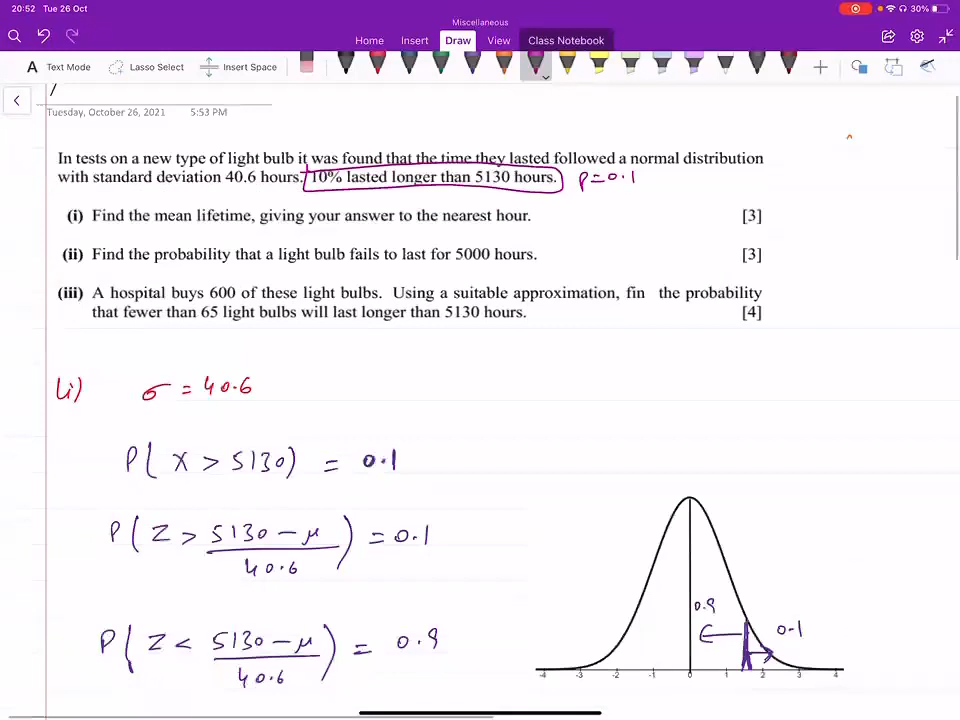 20:52 Tue 26 Oct
30%
Miscellaneous
Home Insert Draw View Class Notebook
A Text Mode Lasso Select Insert Space
Tuesday, October 26, 2021 5:53 PM
In tests on a new type of light bulb it was found that the time they lasted followed a normal distribution
with standard deviation 40.6 hours. 10% lasted longer than 5130 hours. p=0.1
(i) Find the mean lifetime, giving your answer to the nearest hour. [3]
(ii) Find the probability that a light bulb fails to last for 5000 hours. [3]
(iii) A hospital buys 600 of these light bulbs. Using a suitable approximation, fin the probability
that fewer than 65 light bulbs will last longer than 5130 hours. [4]
(i) σ = 40.6
P( X > 5130) = 0.1
P( Z > 5130 - μ / 40.6 ) = 0.1
P( Z < 5130 - μ / 40.6 ) = 0.9
0.9
0.1
-4 -3 -2 -1 0 1 2 3 4